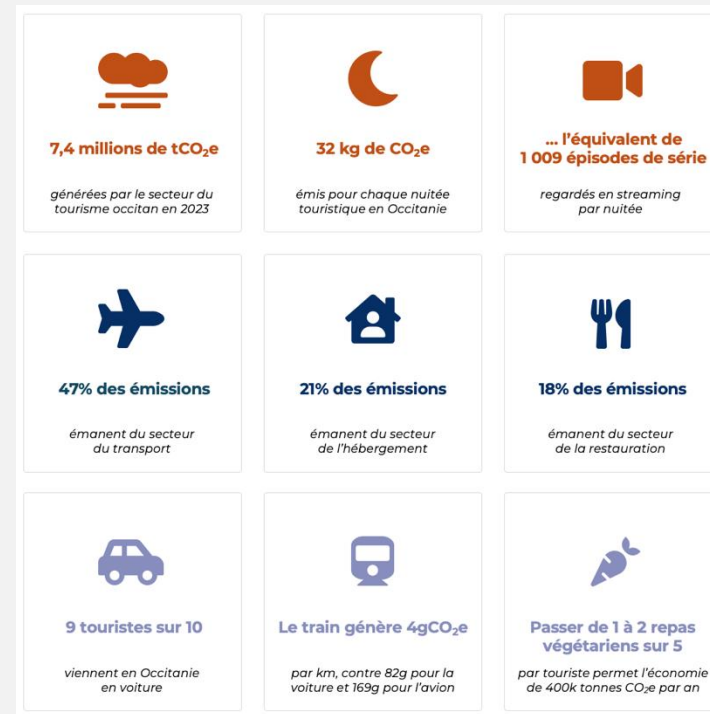 7,4 millions de tCO₂e
générées par le secteur du
tourisme occitan en 2023
32 kg de CO₂e
émis pour chaque nuitée
touristique en Occitanie
... l'équivalent de
1 009 épisodes de série
regardés en streaming
par nuitée
47% des émissions
émanent du secteur
du transport
21% des émissions
émanent du secteur
de l'hébergement
18% des émissions
émanent du secteur
de la restauration
9 touristes sur 10
viennent en Occitanie
en voiture
Le train génère 4gCO₂e
par km, contre 82g pour la
voiture et 169g pour l'avion
Passer de 1 à 2 repas
végétariens sur 5
par touriste permet l'économie
de 400k tonnes CO₂e par an